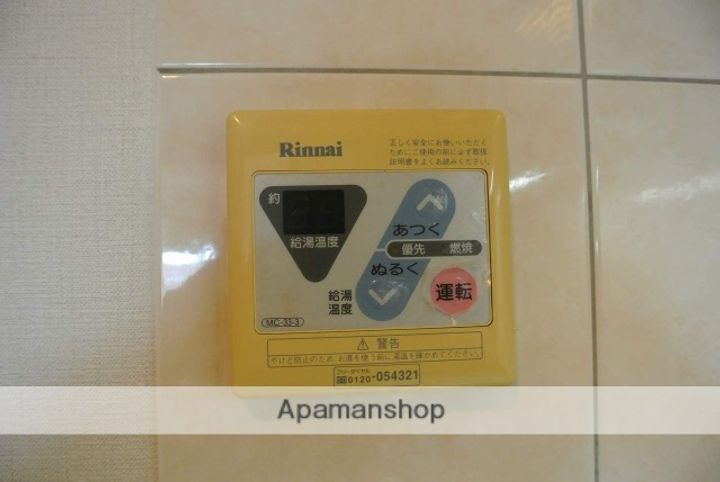 Rinnai
正しく安全にお使いいただく
ためにご使用の前に必ず取扱
説明書をよくお読みください。
約
給湯温度
あつく
優先 燃焼
ぬるく
給湯
温度
運転
MC-33-3
⚠ 警告
やけど防止のため、お湯を使う前に湯温を確かめてください。
フリーダイヤル
0120-054321
Apamanshop